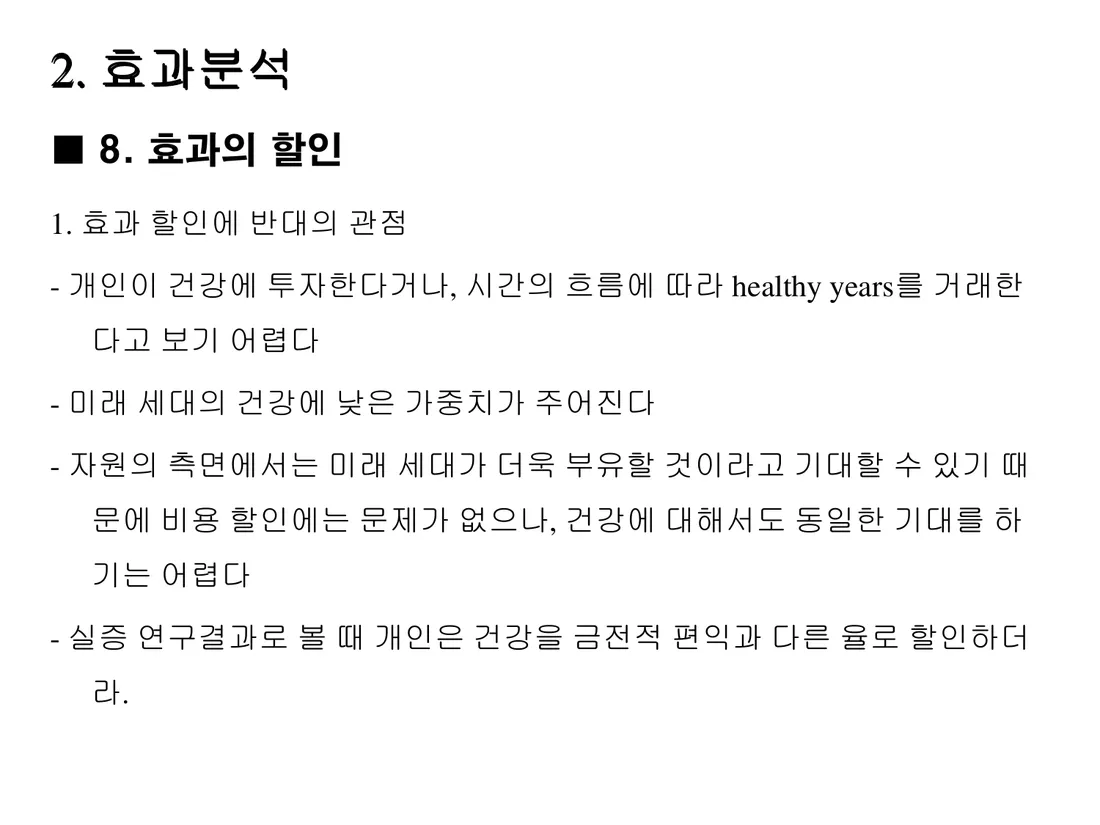 2. 효과분석
■ 8. 효과의 할인
1. 효과 할인에 반대의 관점
- 개인이 건강에 투자한다거나, 시간의 흐름에 따라 healthy years를 거래한
다고 보기 어렵다
- 미래 세대의 건강에 낮은 가중치가 주어진다
- 자원의 측면에서는 미래 세대가 더욱 부유할 것이라고 기대할 수 있기 때
문에 비용 할인에는 문제가 없으나, 건강에 대해서도 동일한 기대를 하
기는 어렵다
- 실증 연구결과로 볼 때 개인은 건강을 금전적 편익과 다른 율로 할인하더
라.